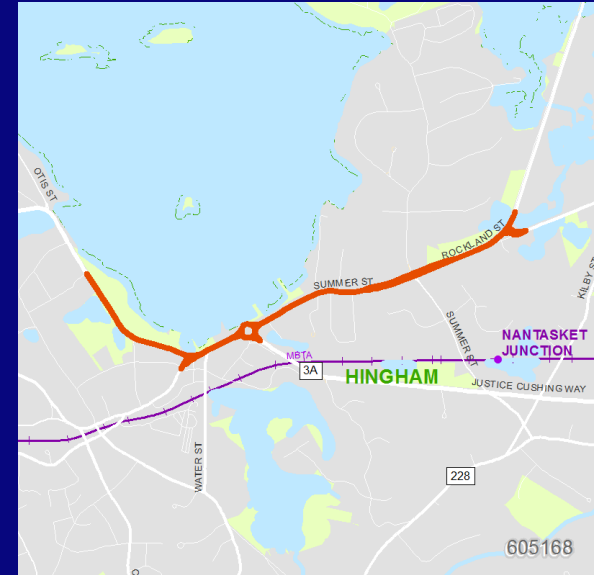 OTIS ST
ROCKLAND ST
SUMMER ST
KILBY ST
SUMMER ST
NANTASKET
JUNCTION
MBTA
3A
HINGHAM
JUSTICE CUSHING WAY
WATER ST
228
605168